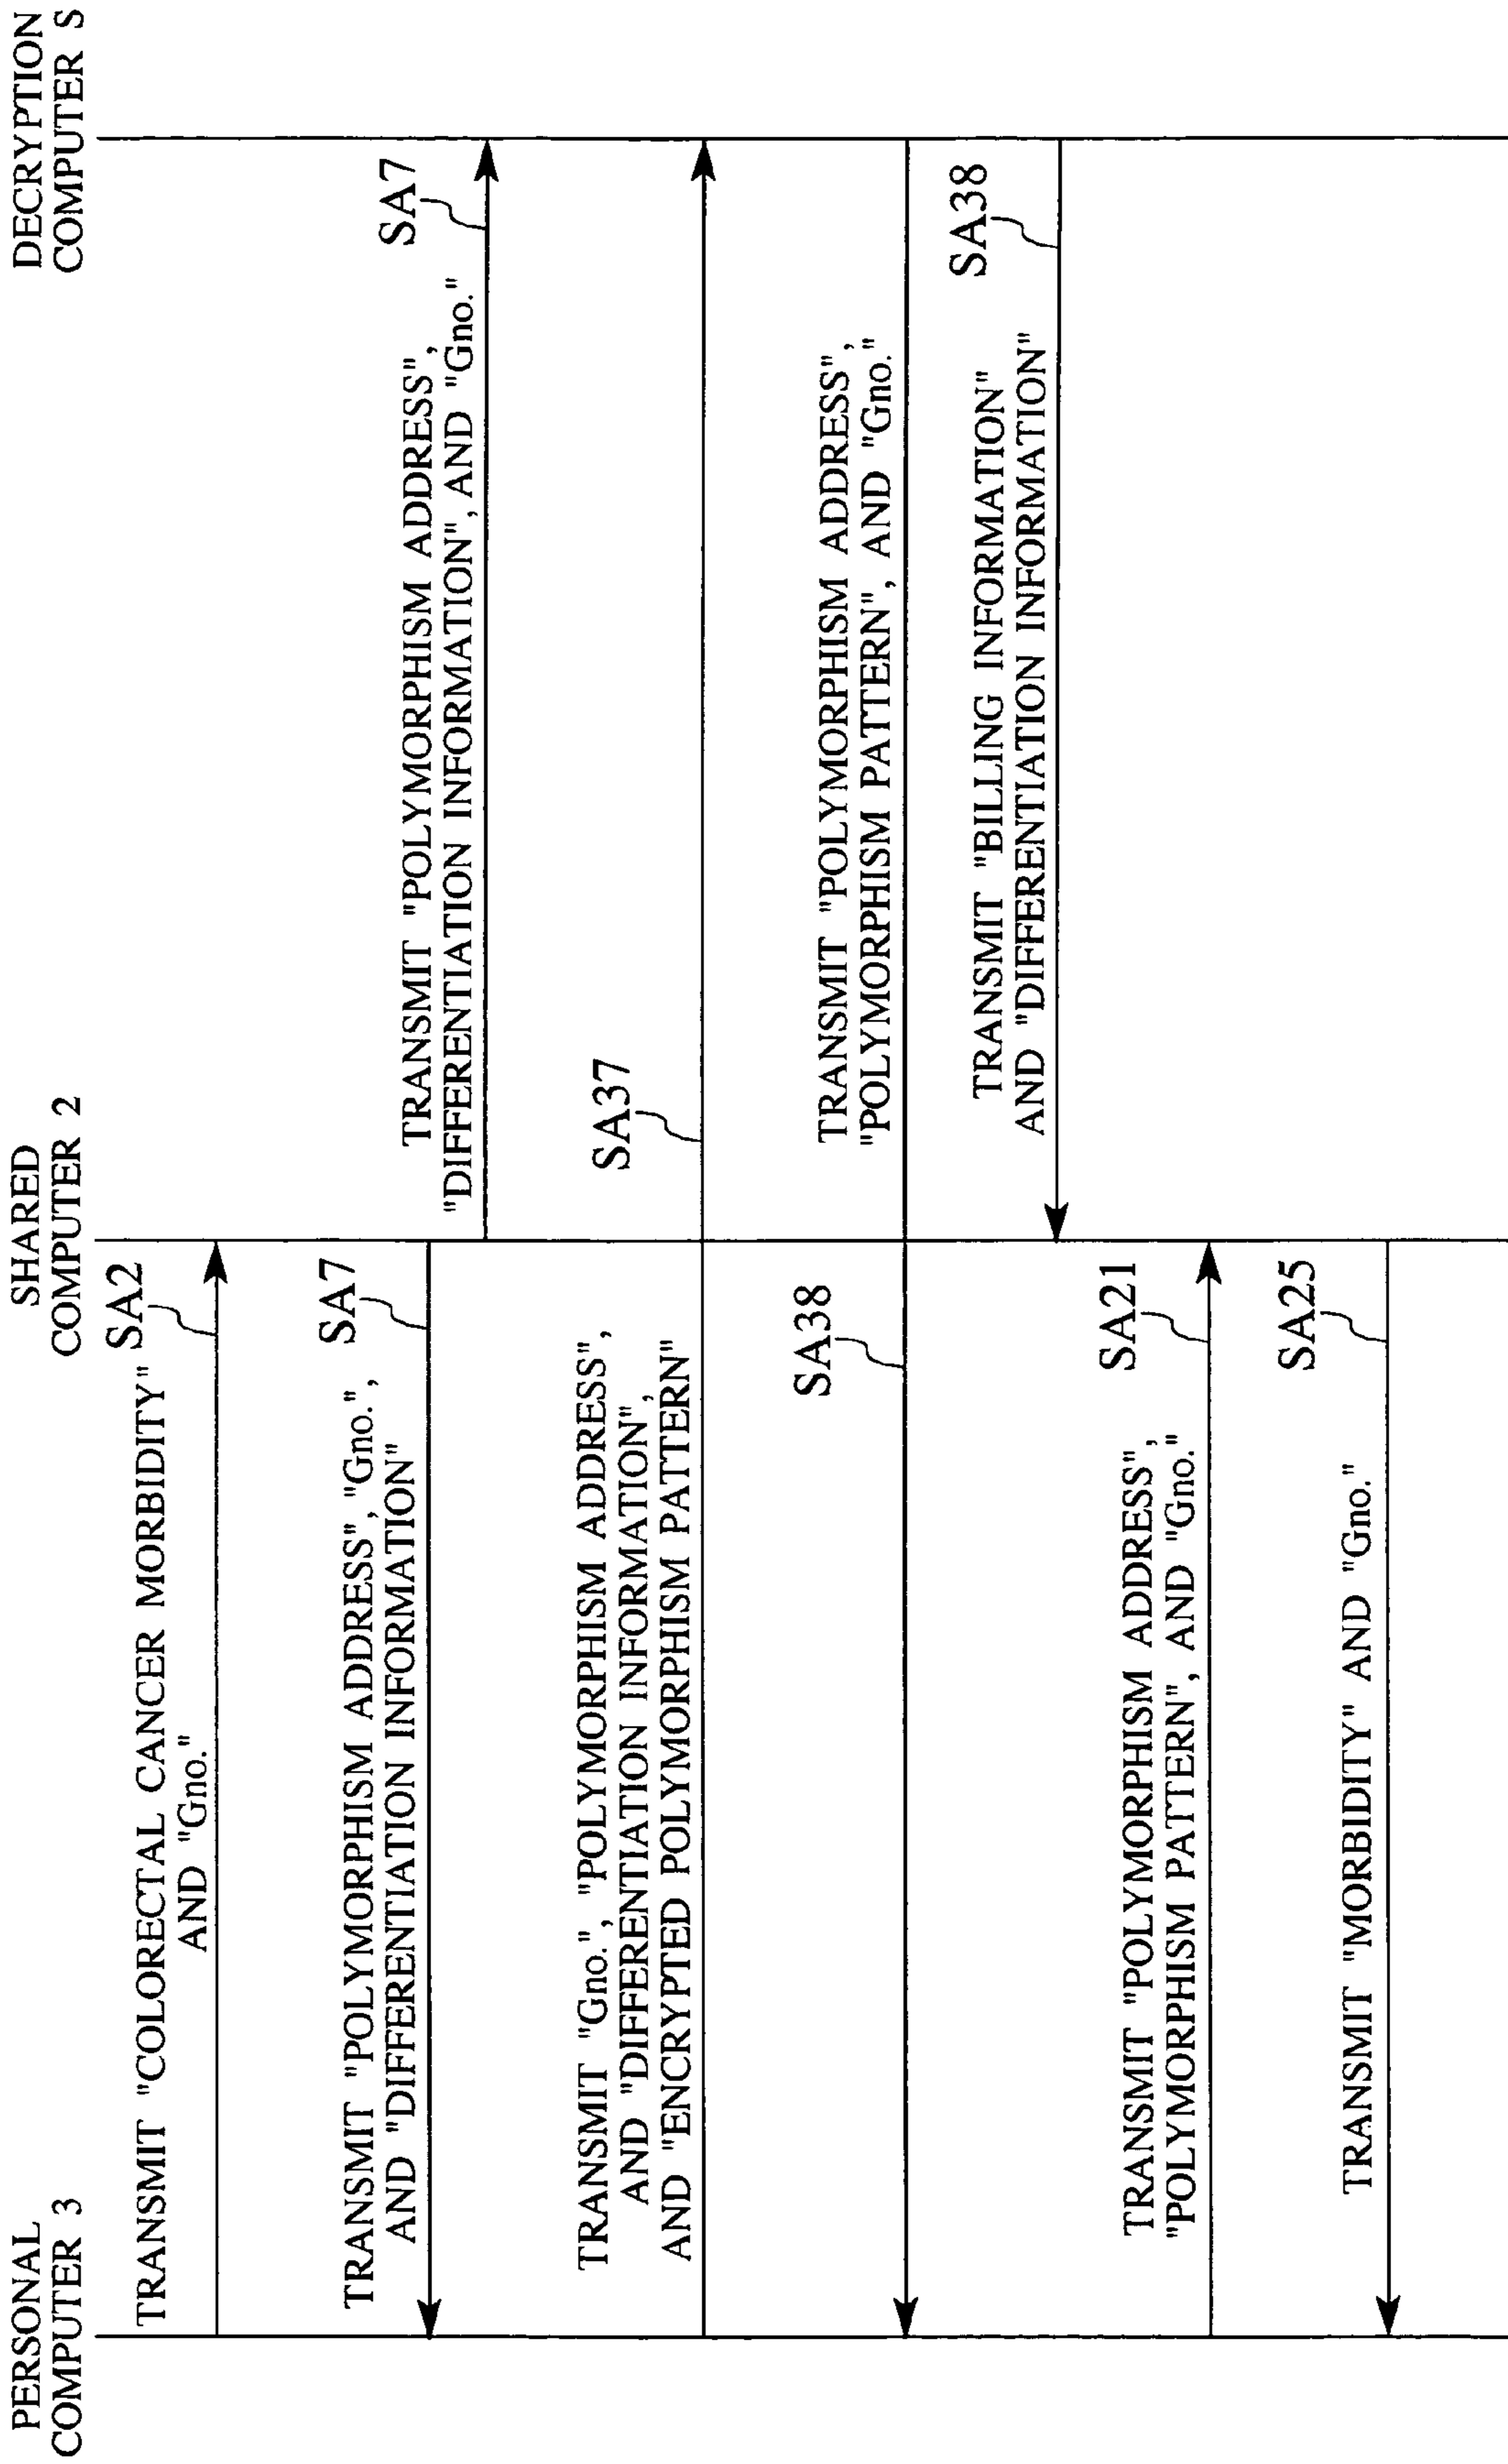 PERSONAL
COMPUTER 3
SHARED
COMPUTER 2
DECRYPTION
COMPUTER S
TRANSMIT "COLORECTAL CANCER MORBIDITY"
AND "Gno."
SA2
TRANSMIT "POLYMORPHISM ADDRESS", "Gno.",
AND "DIFFERENTIATION INFORMATION"
SA7
TRANSMIT "POLYMORPHISM ADDRESS",
"DIFFERENTIATION INFORMATION", AND "Gno."
SA7
TRANSMIT "Gno.", "POLYMORPHISM ADDRESS",
AND "DIFFERENTIATION INFORMATION",
AND "ENCRYPTED POLYMORPHISM PATTERN"
SA37
TRANSMIT "POLYMORPHISM ADDRESS",
"POLYMORPHISM PATTERN", AND "Gno."
SA38
TRANSMIT "BILLING INFORMATION"
AND "DIFFERENTIATION INFORMATION"
SA38
TRANSMIT "POLYMORPHISM ADDRESS",
"POLYMORPHISM PATTERN", AND "Gno."
SA21
TRANSMIT "MORBIDITY" AND "Gno."
SA25